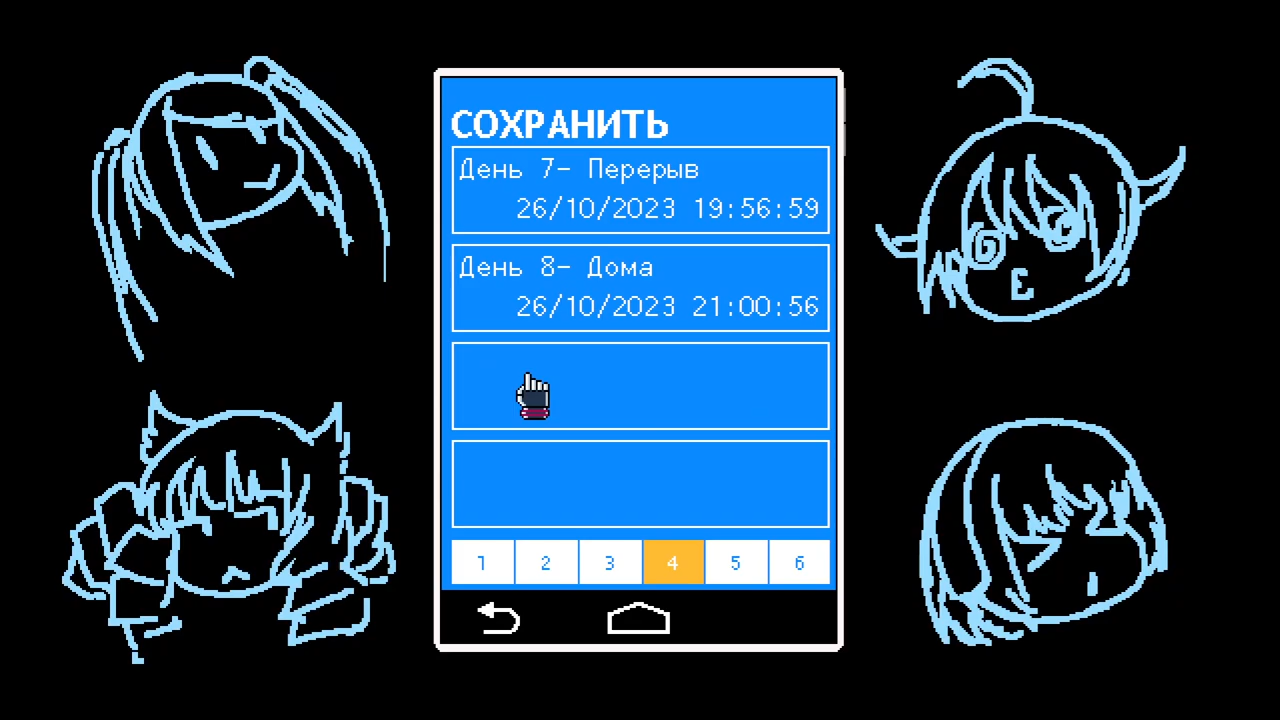 СОХРАНИТЬ
День 7- Перерыв
26/10/2023 19:56:59
День 8- Дома
26/10/2023 21:00:56
1 2 3 4 5 6